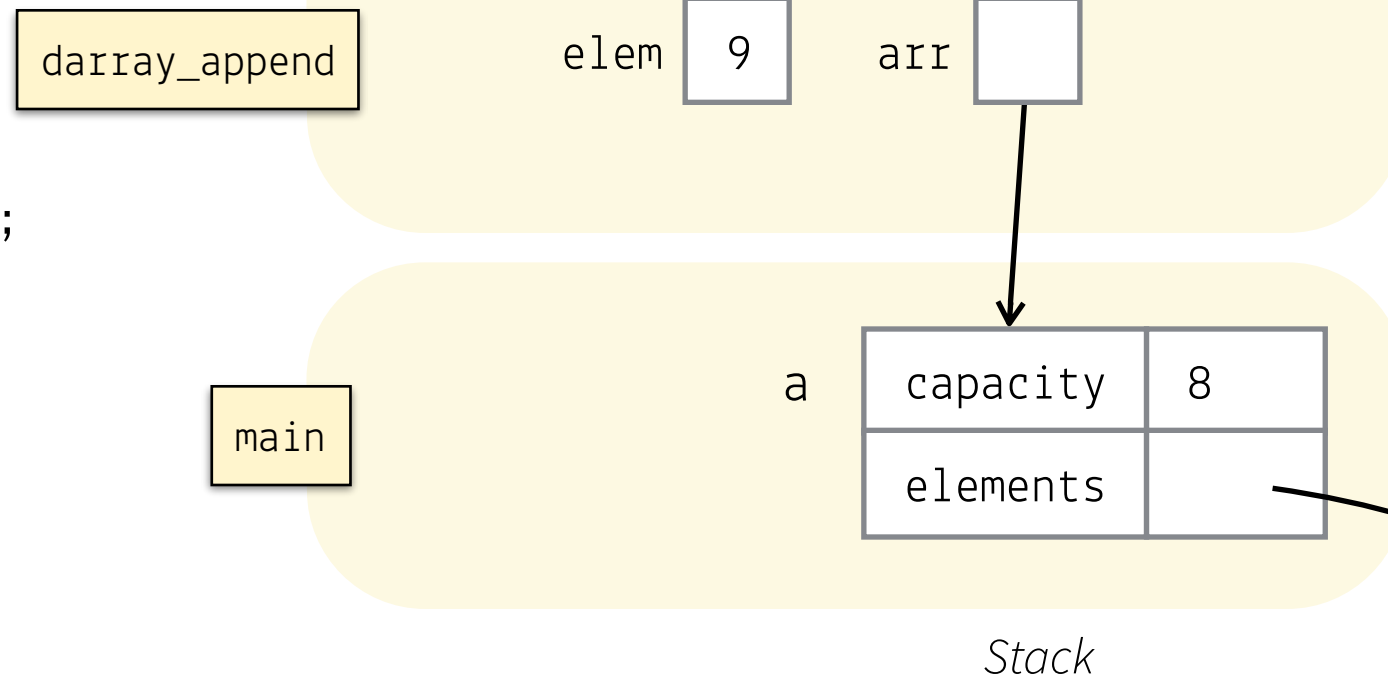 darray_append
elem 9 arr
;
a capacity 8
main
elements
Stack